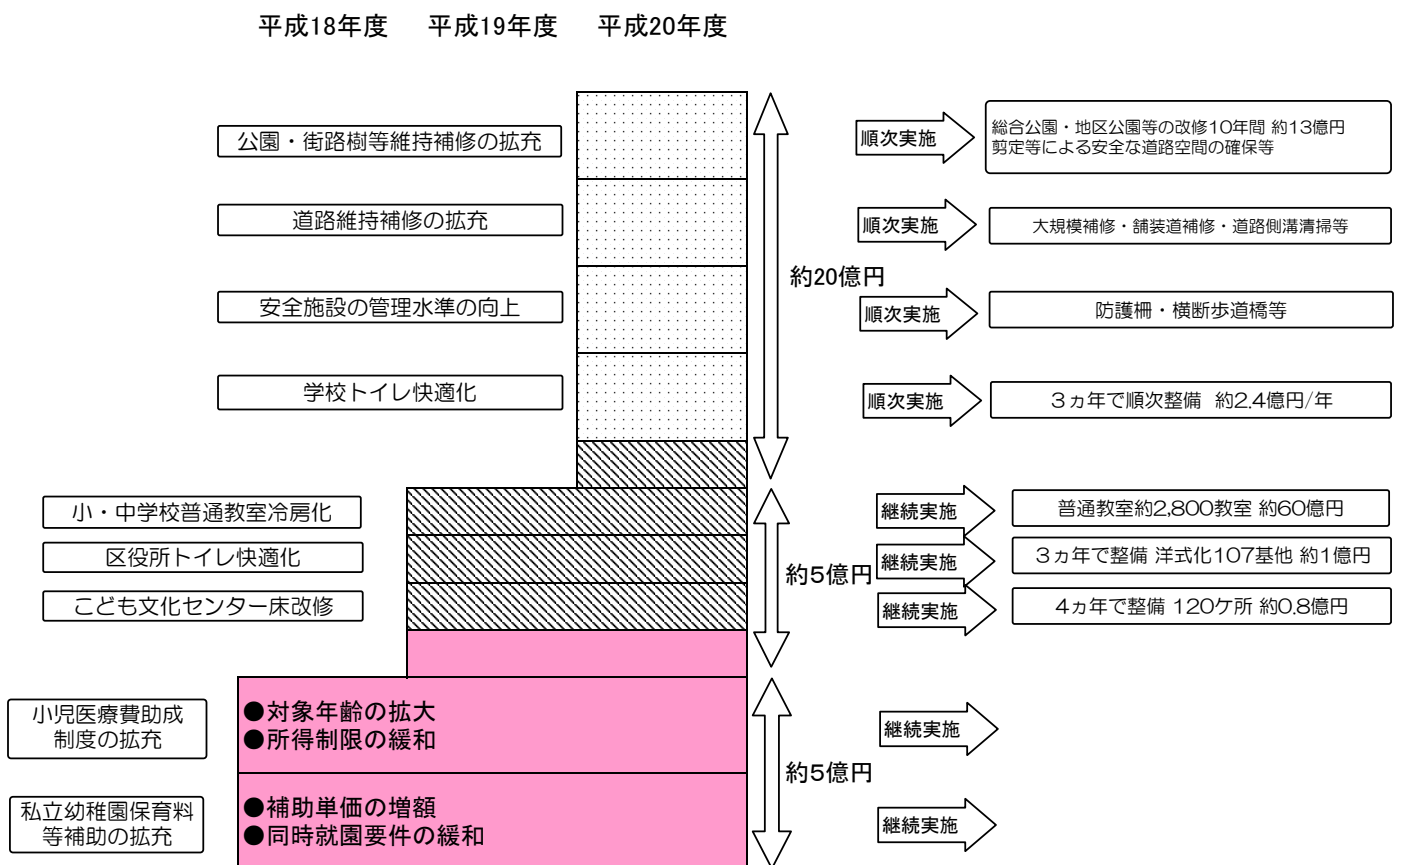 平成18年度 平成19年度 平成20年度
公園・街路樹等維持補修の拡充
順次実施
総合公園・地区公園等の改修10年間 約13億円
剪定等による安全な道路空間の確保等
道路維持補修の拡充
順次実施
大規模補修・舗装道補修・道路側溝清掃等
約20億円
安全施設の管理水準の向上
順次実施
防護柵・横断歩道橋等
学校トイレ快適化
順次実施
3ヵ年で順次整備 約2.4億円/年
小・中学校普通教室冷房化
継続実施
普通教室約2,800教室 約60億円
区役所トイレ快適化
約5億円
継続実施
3ヵ年で整備 洋式化107基他 約1億円
こども文化センター床改修
継続実施
4ヵ年で整備 120ケ所 約0.8億円
小児医療費助成
制度の拡充
●対象年齢の拡大
●所得制限の緩和
継続実施
約5億円
私立幼稚園保育料
等補助の拡充
●補助単価の増額
●同時就園要件の緩和
継続実施